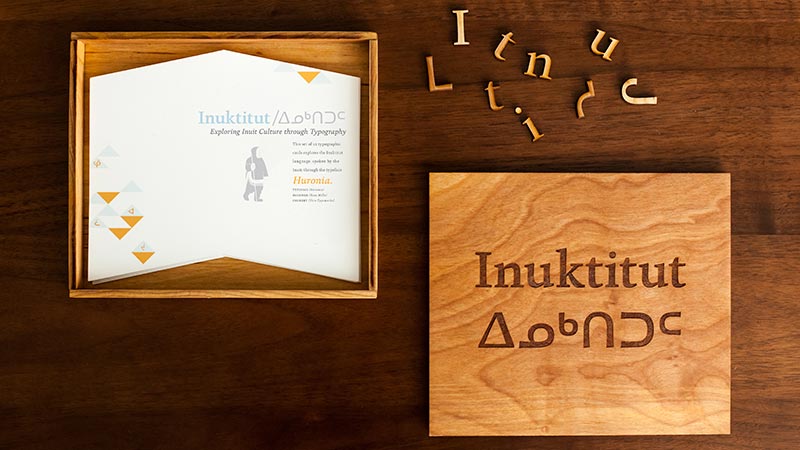 Inuktitut/ᐃᓄᒃᑎᑐᑦ
Exploring Inuit Culture through Typography
This set of 12 typographic
cards explores the Inuktitut
language, spoken by the
Inuit through the typeface
Huronia.
I t n u
L t i c
Inuktitut
ᐃᓄᒃᑎᑐᑦ